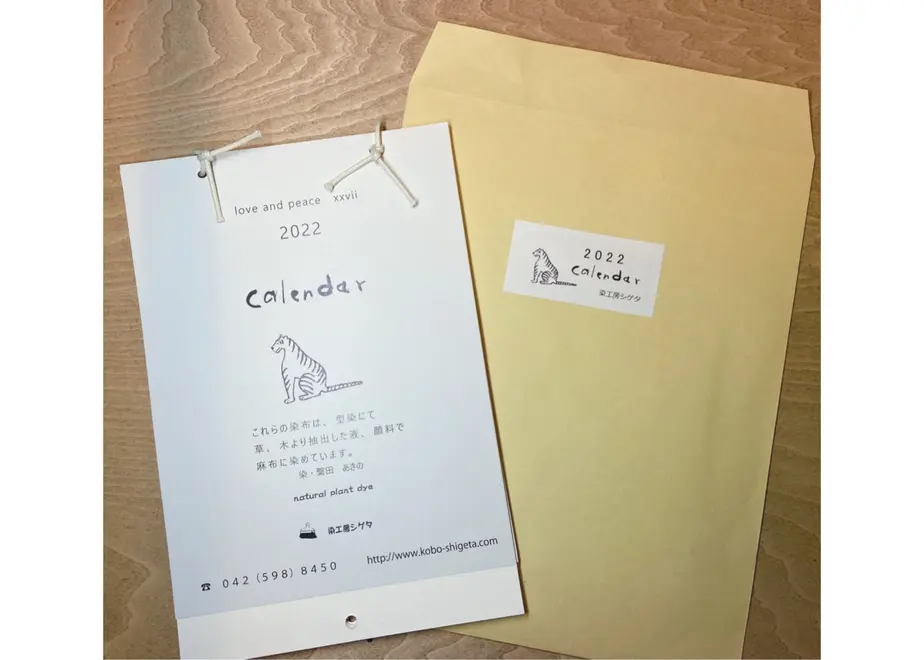 love and peace xxvii
2022
calendar
これらの染布は、型染にて
草、木より抽出した液、顔料で
麻布に染めています。
染・繁田 あきの
natural plant dye
染工房シゲタ
http://www.kobo-shigeta.com
☎ 042(598)8450
2022
calendar
染工房シゲタ